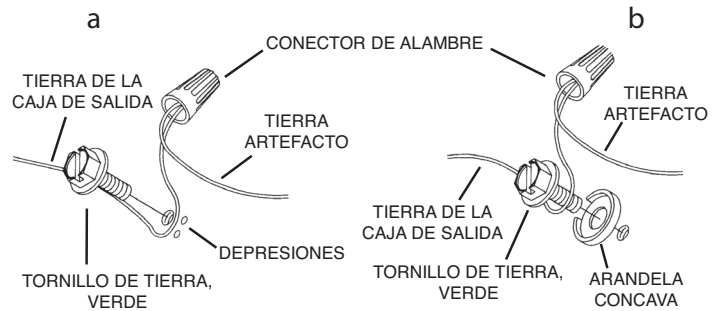 a
b
CONECTOR DE ALAMBRE
TIERRA DE LA
CAJA DE SALIDA
TIERRA
ARTEFACTO
DEPRESIONES
TORNILLO DE TIERRA,
VERDE
TIERRA
ARTEFACTO
TIERRA DE LA
CAJA DE SALIDA
TORNILLO DE TIERRA,
VERDE
ARANDELA
CONCAVA